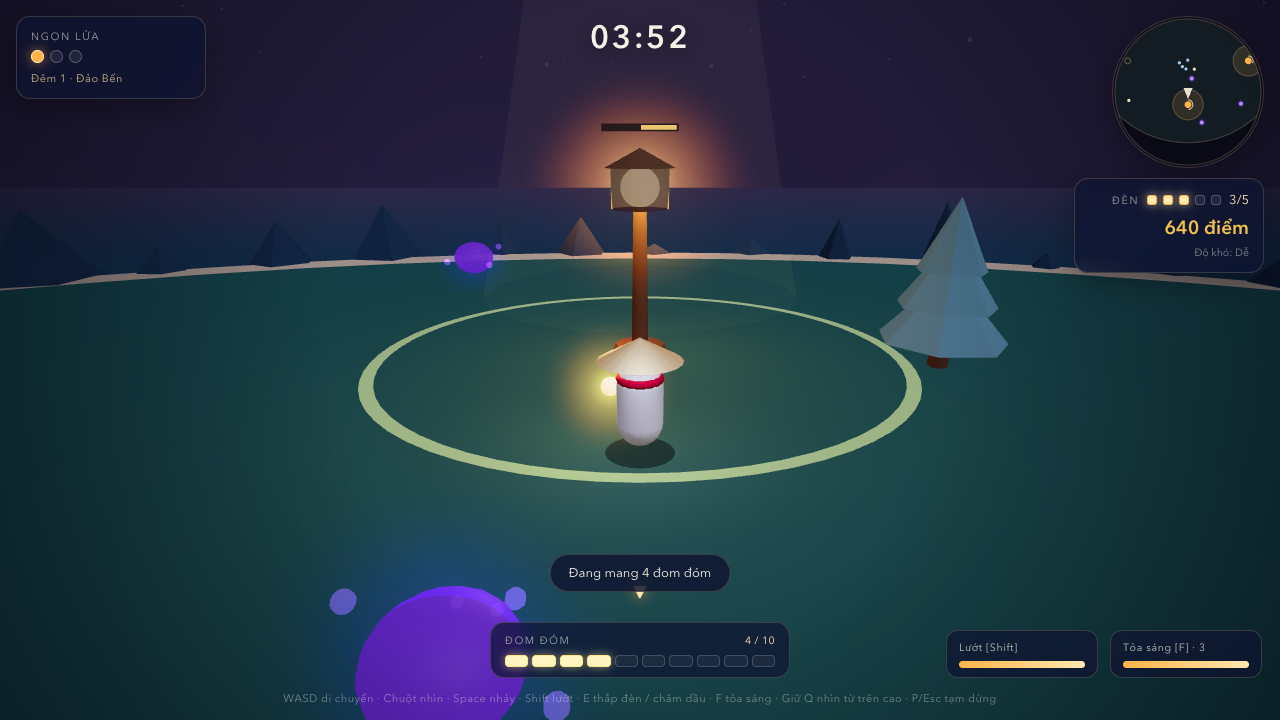 NGỌN LỬA
Đêm 1 · Đảo Bến
03:52
ĐÈN 3/5
640 điểm
Độ khó: Dễ
Đang mang 4 đom đóm
ĐOM ĐÓM 4 / 10
Lướt [Shift]
Tỏa sáng [F] · 3
WASD di chuyển · Chuột nhìn · Space nhảy · Shift lướt · E thắp đèn / châm dầu · F tỏa sáng · Giữ Q nhìn từ trên cao · P/Esc tạm dừng